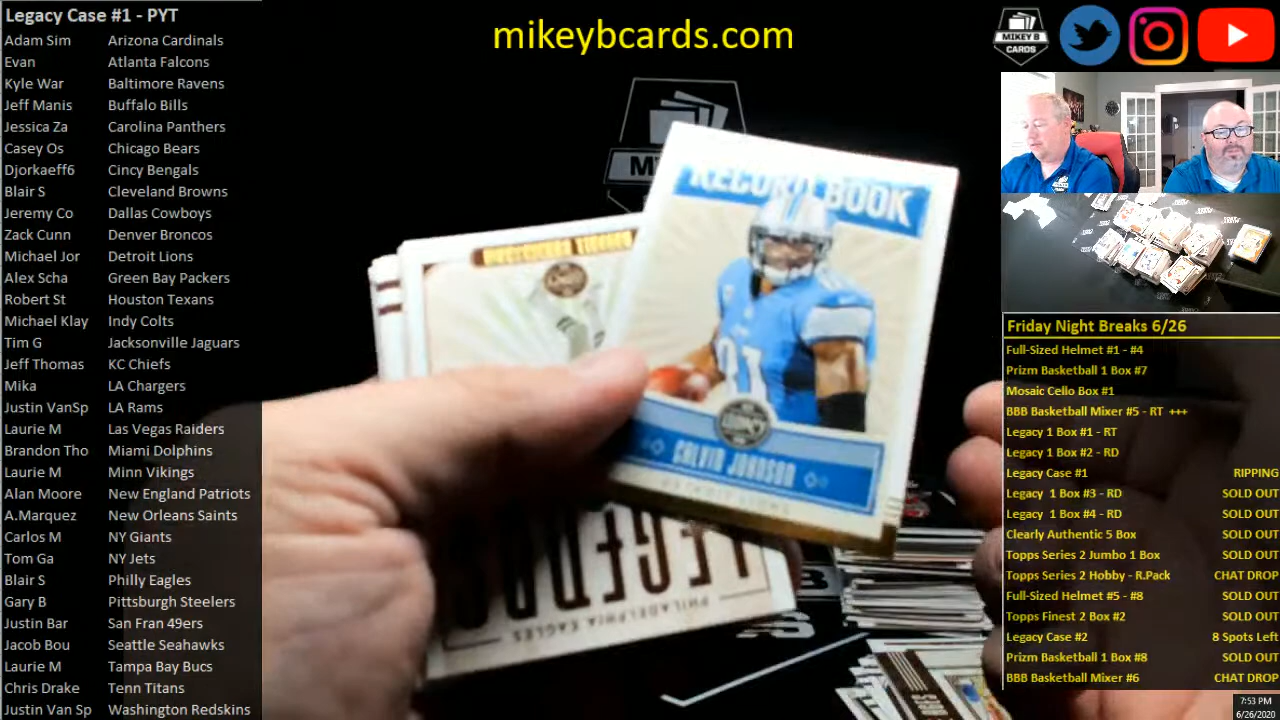 Legacy Case #1 - PYT
Adam Sim Arizona Cardinals
Evan Atlanta Falcons
Kyle War Baltimore Ravens
Jeff Manis Buffalo Bills
Jessica Za Carolina Panthers
Casey Os Chicago Bears
Djorkaeff6 Cincy Bengals
Blair S Cleveland Browns
Jeremy Co Dallas Cowboys
Zack Cunn Denver Broncos
Michael Jor Detroit Lions
Alex Scha Green Bay Packers
Robert St Houston Texans
Michael Klay Indy Colts
Tim G Jacksonville Jaguars
Jeff Thomas KC Chiefs
Mika LA Chargers
Justin VanSp LA Rams
Laurie M Las Vegas Raiders
Brandon Tho Miami Dolphins
Laurie M Minn Vikings
Alan Moore New England Patriots
A.Marquez New Orleans Saints
Carlos M NY Giants
Tom Ga NY Jets
Blair S Philly Eagles
Gary B Pittsburgh Steelers
Justin Bar San Fran 49ers
Jacob Bou Seattle Seahawks
Laurie M Tampa Bay Bucs
Chris Drake Tenn Titans
Justin Van Sp Washington Redskins
mikeybcards.com
RECORD BOOK
81
CALVIN JOHNSON
DETROIT LIONS
LEGENDS
PHILADELPHIA EAGLES
MIKEY B
CARDS
Friday Night Breaks 6/26
Full-Sized Helmet #1 - #4
Prizm Basketball 1 Box #7
Mosaic Cello Box #1
BBB Basketball Mixer #5 - RT +++
Legacy 1 Box #1 - RT
Legacy 1 Box #2 - RD
Legacy Case #1 RIPPING
Legacy 1 Box #3 - RD SOLD OUT
Legacy 1 Box #4 - RD SOLD OUT
Clearly Authentic 5 Box SOLD OUT
Topps Series 2 Jumbo 1 Box SOLD OUT
Topps Series 2 Hobby - R.Pack CHAT DROP
Full-Sized Helmet #5 - #8 SOLD OUT
Topps Finest 2 Box #2 SOLD OUT
Legacy Case #2 8 Spots Left
Prizm Basketball 1 Box #8 SOLD OUT
BBB Basketball Mixer #6 CHAT DROP
7:53 PM
6/26/2020